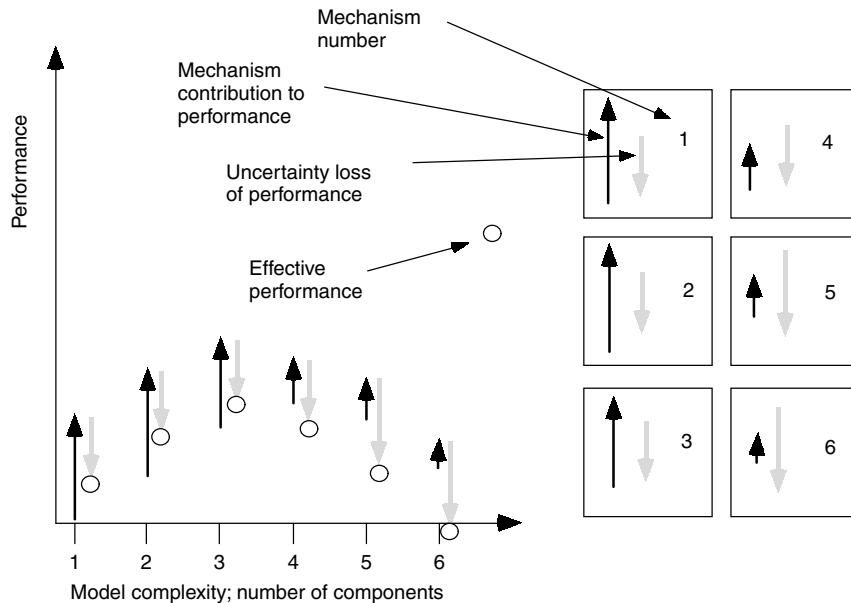 Mechanism
number
Mechanism
contribution to
performance
Uncertainty loss
of performance
Effective
performance
Performance
1
4
2
5
3
6
1
2
3
4
5
6
Model complexity; number of components